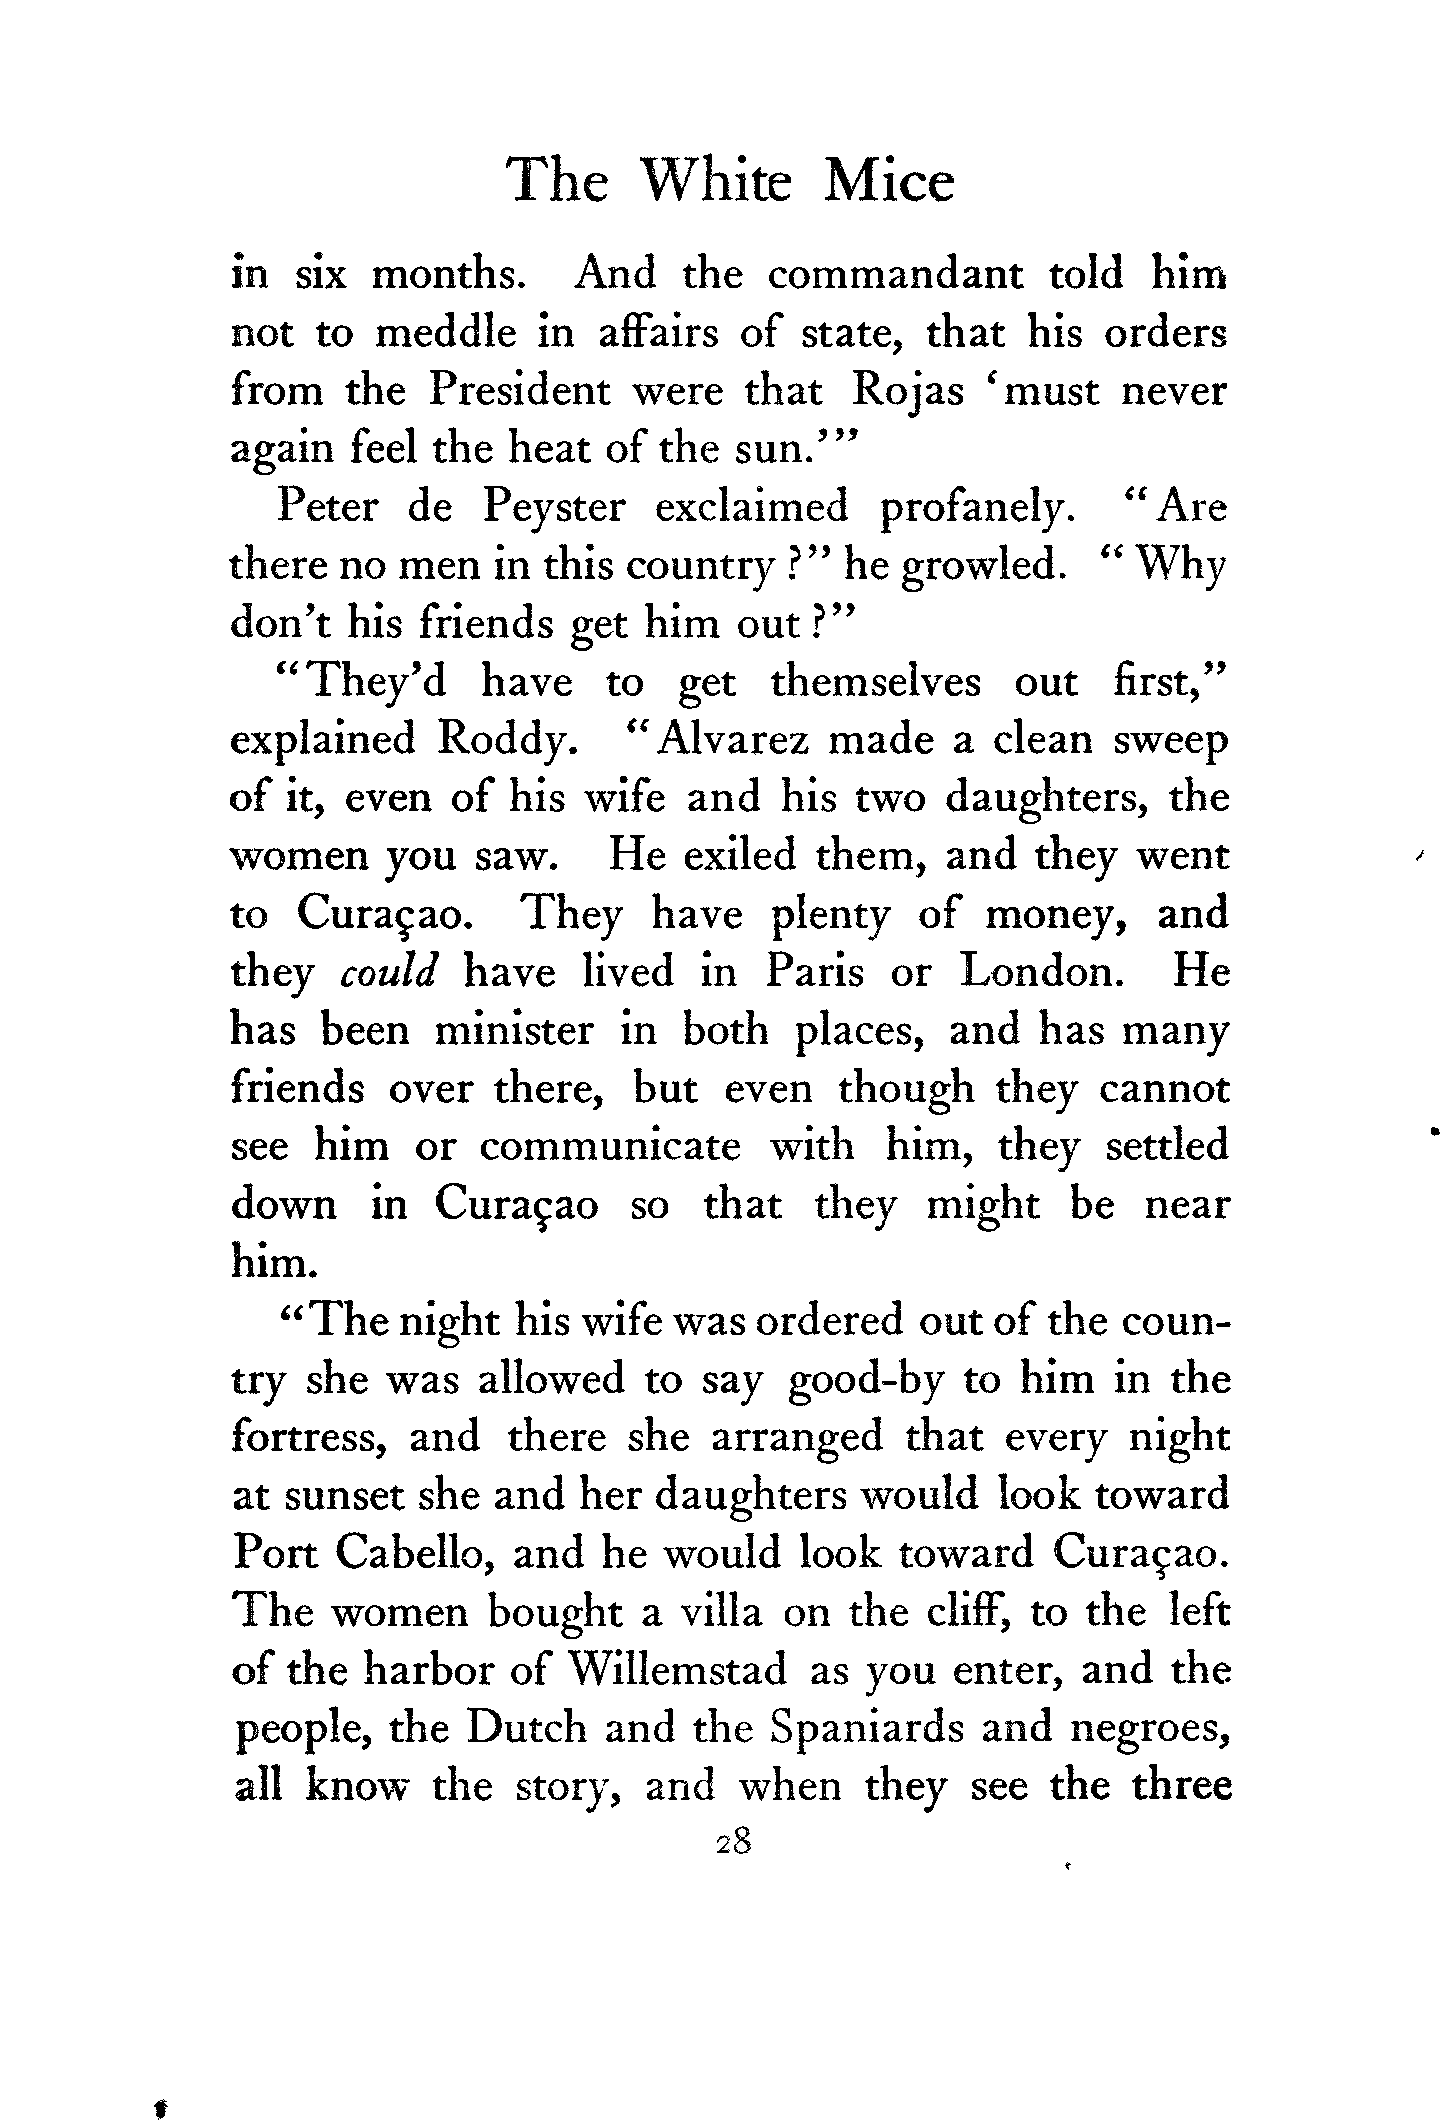 The White Mice
in six months. And the commandant told him
not to meddle in affairs of state, that his orders
from the President were that Rojas ‘must never
again feel the heat of the sun.’”
Peter de Peyster exclaimed profanely. “Are
there no men in this country?” he growled. “Why
don’t his friends get him out?”
“They’d have to get themselves out first,”
explained Roddy. “Alvarez made a clean sweep
of it, even of his wife and his two daughters, the
women you saw. He exiled them, and they went
to Curaçao. They have plenty of money, and
they could have lived in Paris or London. He
has been minister in both places, and has many
friends over there, but even though they cannot
see him or communicate with him, they settled
down in Curaçao so that they might be near
him.
“The night his wife was ordered out of the coun-
try she was allowed to say good-by to him in the
fortress, and there she arranged that every night
at sunset she and her daughters would look toward
Port Cabello, and he would look toward Curaçao.
The women bought a villa on the cliff, to the left
of the harbor of Willemstad as you enter, and the
people, the Dutch and the Spaniards and negroes,
all know the story, and when they see the three
28